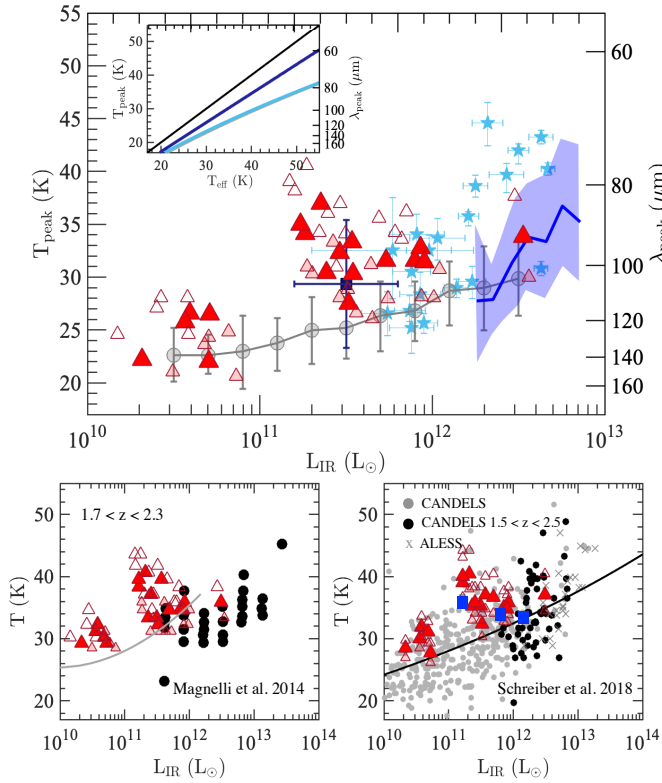 55
50
45
40
35
30
25
20
T_peak (K)
60
80
100
120
140
160
λ_peak (μm)
10^10 10^11 10^12 10^13
L_IR (L_⊙)
50
40
30
20
T_peak (K)
60
80
100
120
140
160
λ_peak (μm)
20 30 40 50
T_eff (K)
1.7 < z < 2.3
50
40
30
20
T (K)
Magnelli et al. 2014
10^10 10^11 10^12 10^13 10^14
L_IR (L_⊙)
CANDELS
CANDELS 1.5 < z < 2.5
ALESS
50
40
30
20
T (K)
Schreiber et al. 2018
10^10 10^11 10^12 10^13 10^14
L_IR (L_⊙)